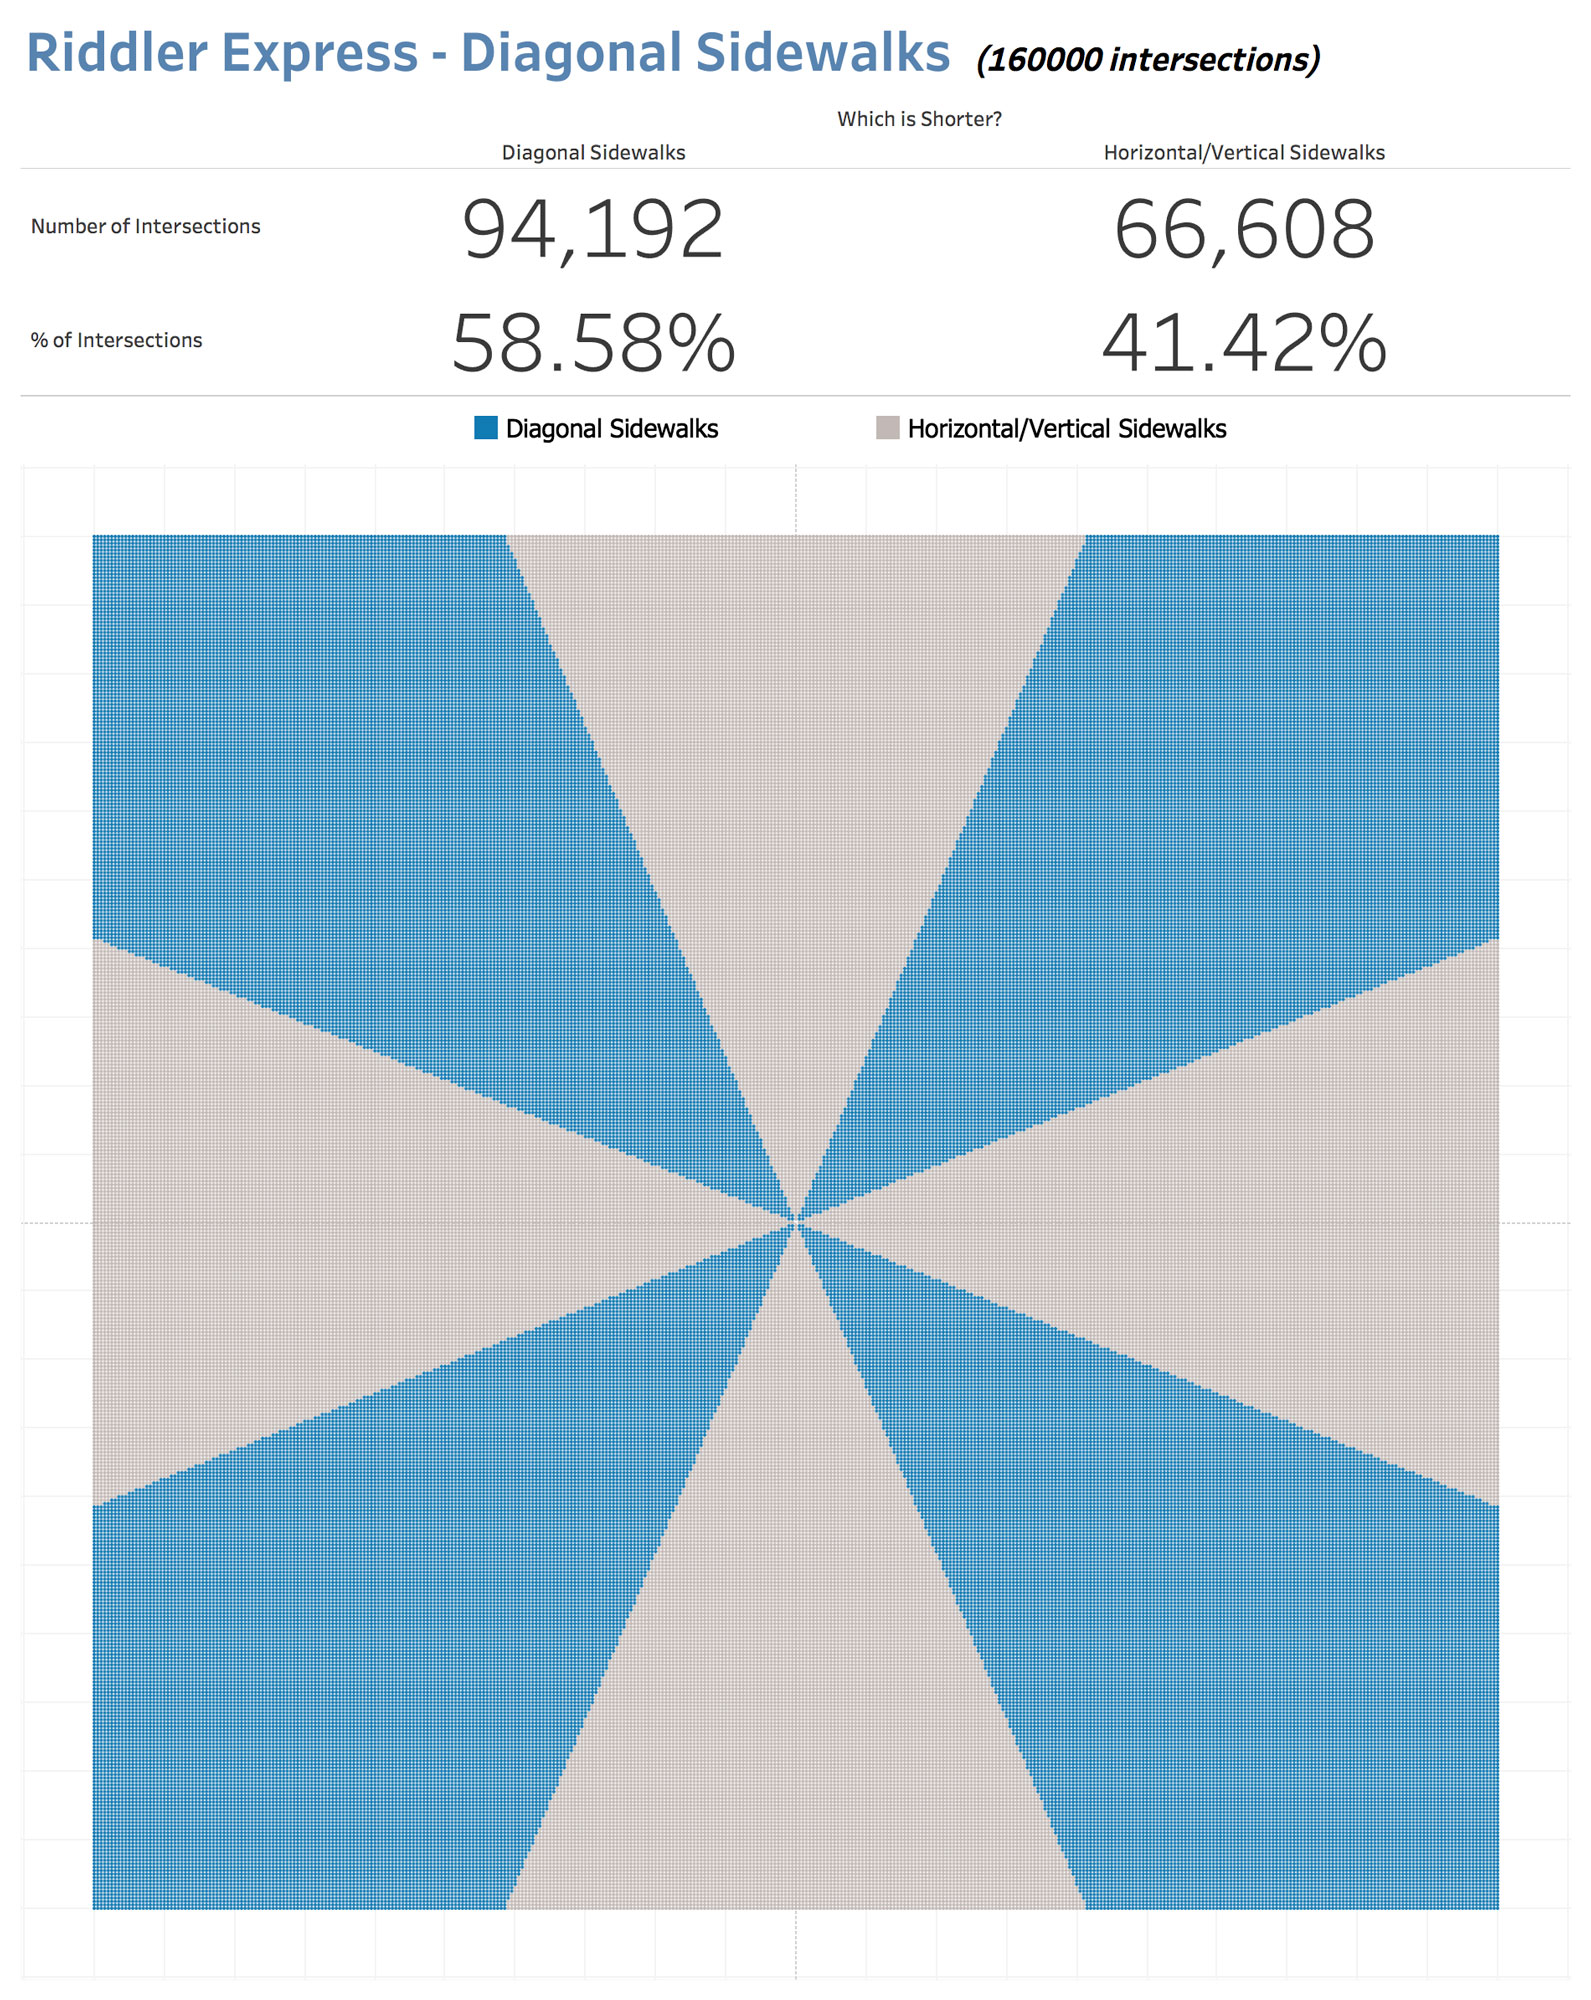 Riddler Express - Diagonal Sidewalks (160000 intersections)
Which is Shorter?
Diagonal Sidewalks Horizontal/Vertical Sidewalks
Number of Intersections 94,192 66,608
% of Intersections 58.58% 41.42%
Diagonal Sidewalks Horizontal/Vertical Sidewalks